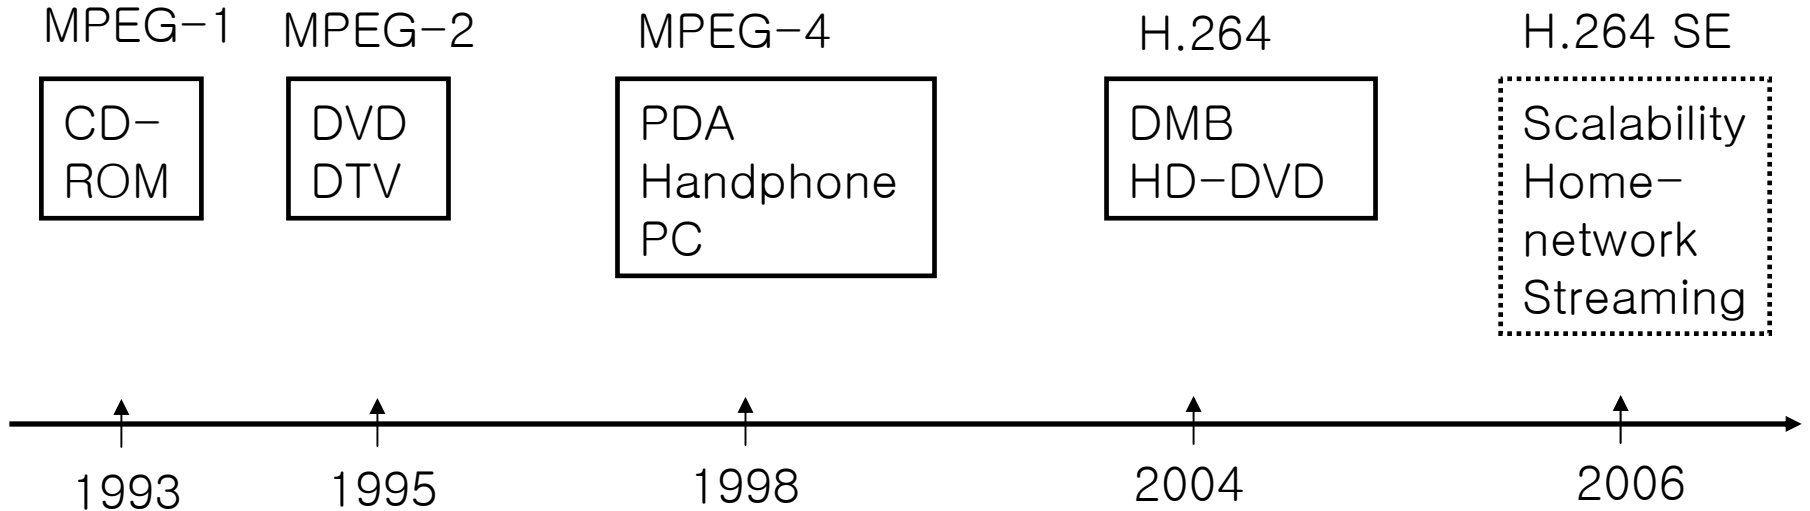 MPEG-1
MPEG-2
MPEG-4
H.264
H.264 SE
CD-
ROM
DVD
DTV
PDA
Handphone
PC
DMB
HD-DVD
Scalability
Home-
network
Streaming
1993
1995
1998
2004
2006